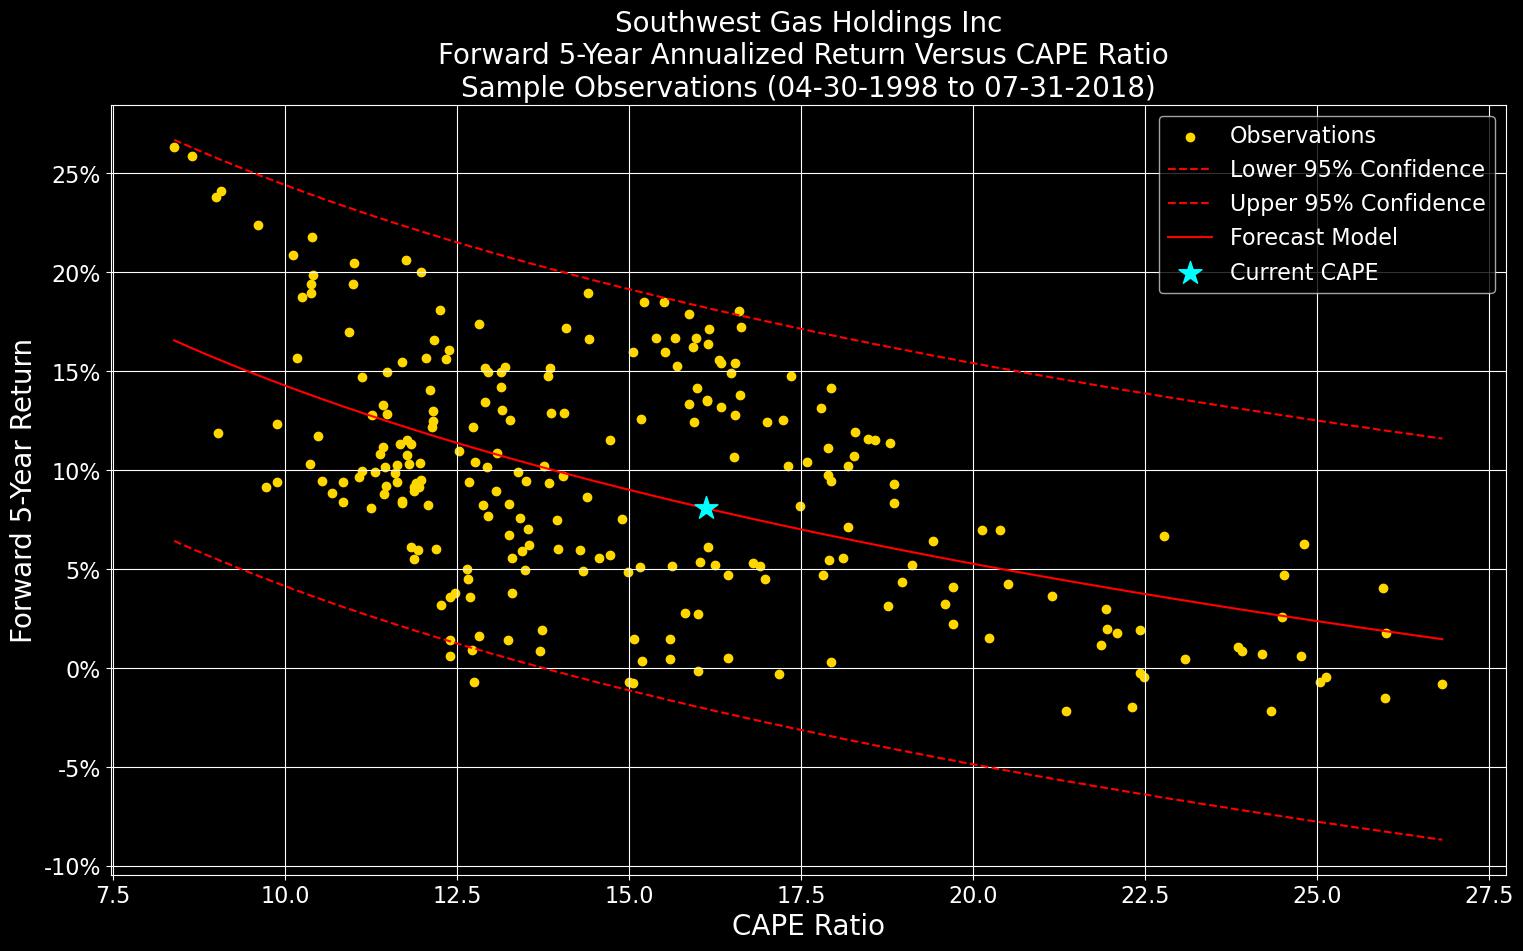 Southwest Gas Holdings Inc
Forward 5-Year Annualized Return Versus CAPE Ratio
Sample Observations (04-30-1998 to 07-31-2018)
Observations
Lower 95% Confidence
Upper 95% Confidence
Forecast Model
Current CAPE
Forward 5-Year Return
25%
20%
15%
10%
5%
0%
-5%
-10%
7.5 10.0 12.5 15.0 17.5 20.0 22.5 25.0 27.5
CAPE Ratio